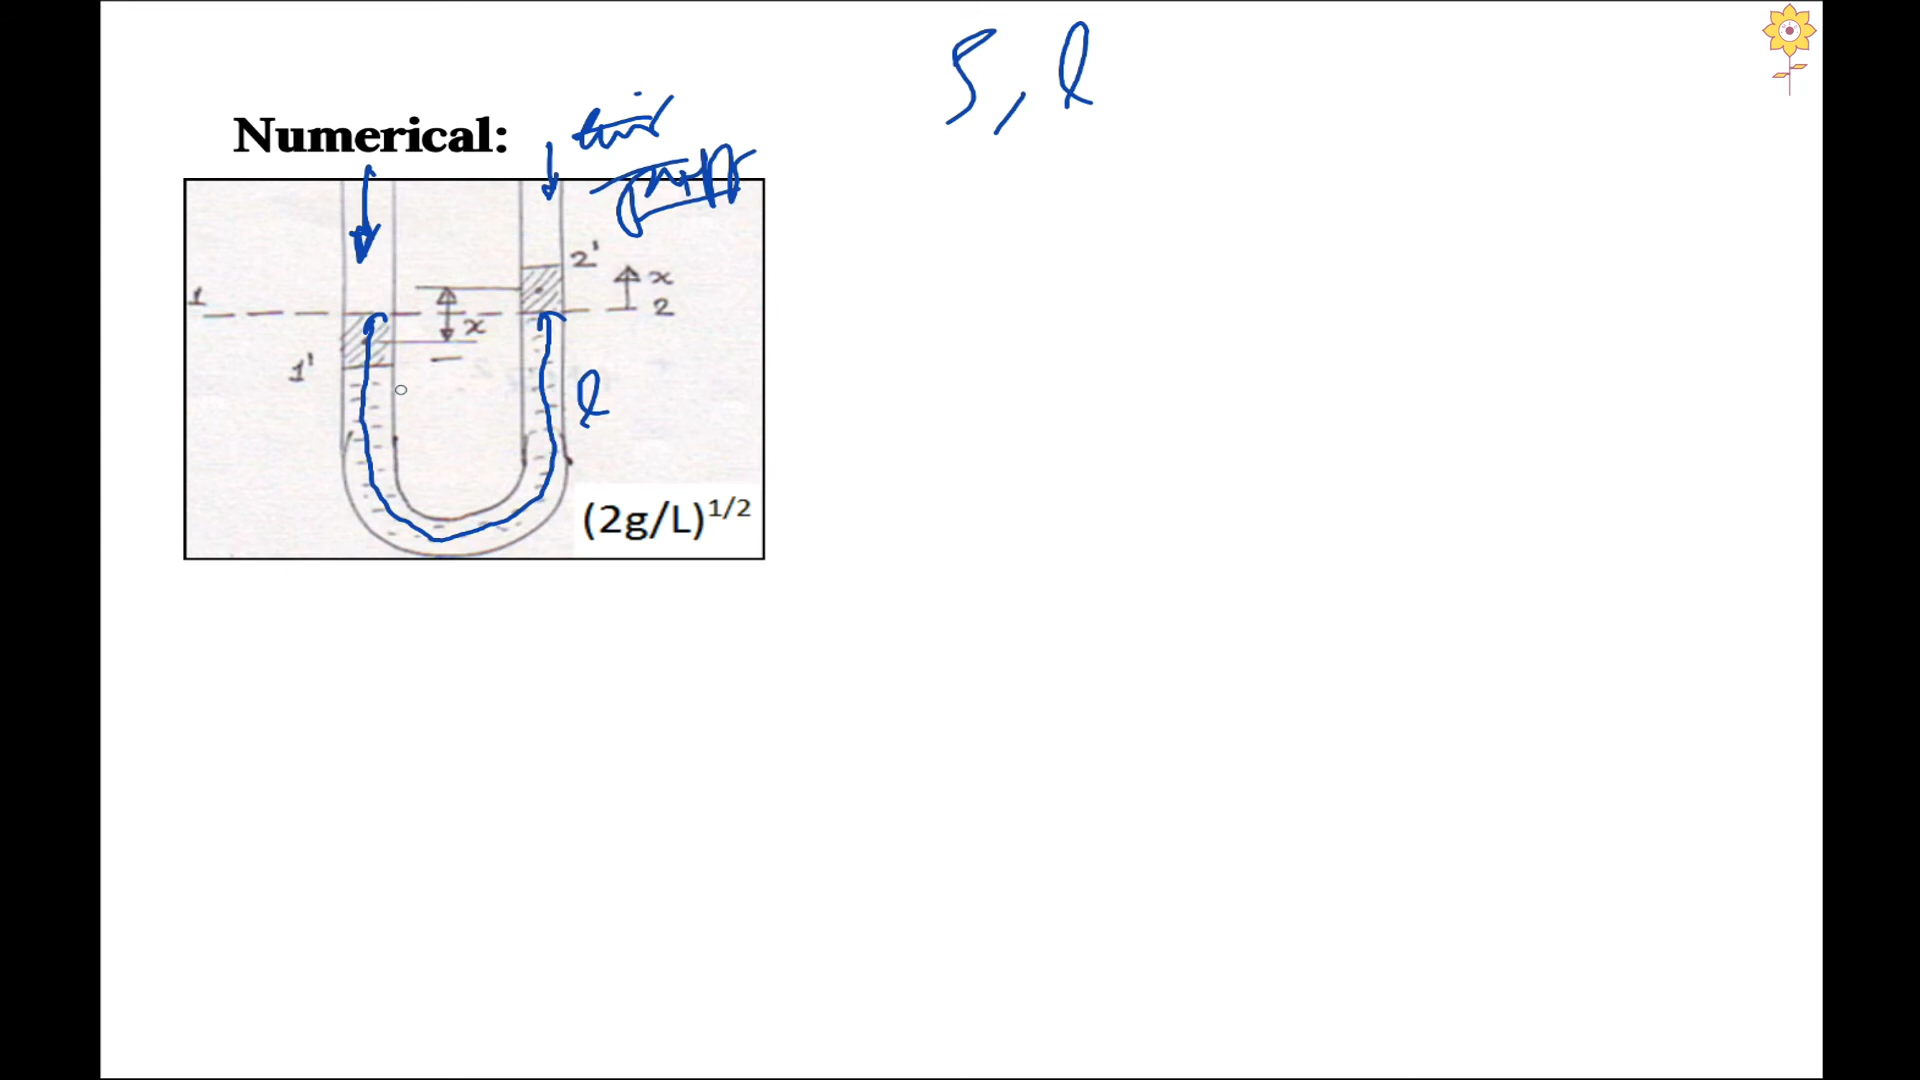 ρ, l
Numerical:
2'
x
1
2
x
1'
l
(2g/L)^1/2